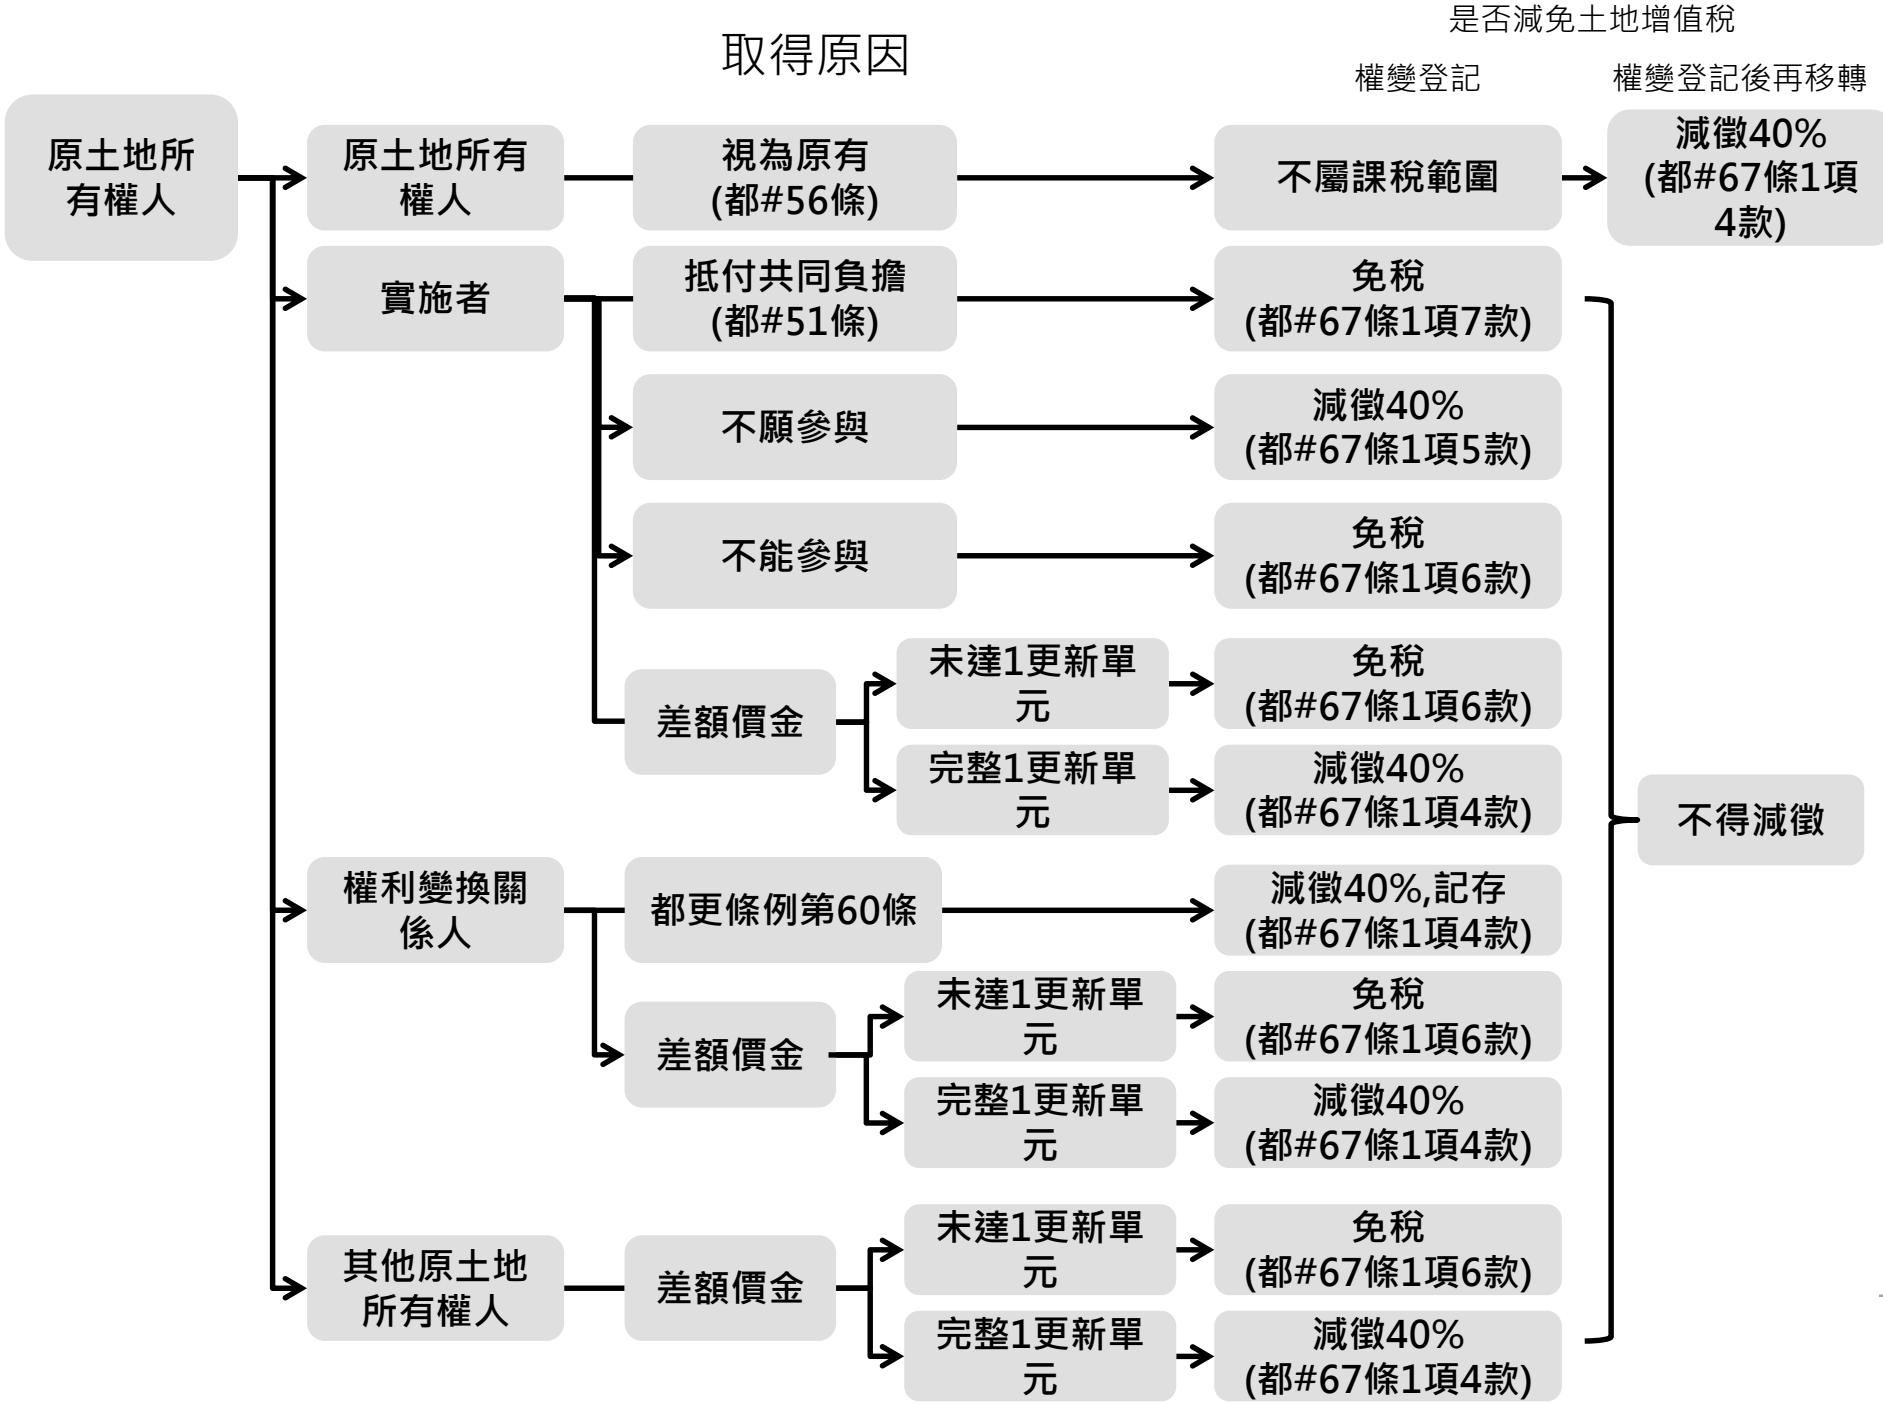 是否減免土地增值稅
取得原因
權變登記
權變登記後再移轉
原土地所
有權人
原土地所有
權人
視為原有
(都#56條)
不屬課稅範圍
減徵40%
(都#67條1項
4款)
實施者
抵付共同負擔
(都#51條)
免稅
(都#67條1項7款)
不願參與
減徵40%
(都#67條1項5款)
不能參與
免稅
(都#67條1項6款)
差額價金
未達1更新單
元
免稅
(都#67條1項6款)
完整1更新單
元
減徵40%
(都#67條1項4款)
不得減徵
權利變換關
係人
都更條例第60條
減徵40%,記存
(都#67條1項4款)
差額價金
未達1更新單
元
免稅
(都#67條1項6款)
完整1更新單
元
減徵40%
(都#67條1項4款)
其他原土地
所有權人
差額價金
未達1更新單
元
免稅
(都#67條1項6款)
完整1更新單
元
減徵40%
(都#67條1項4款)